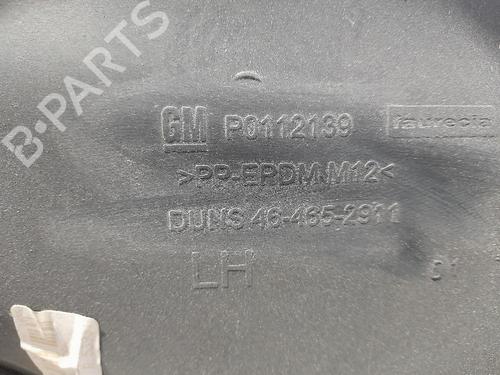 B-PARTS
GM P0112139 faurecia
>PP-EPDM.M12<
DUNS 46-465-2911
LH